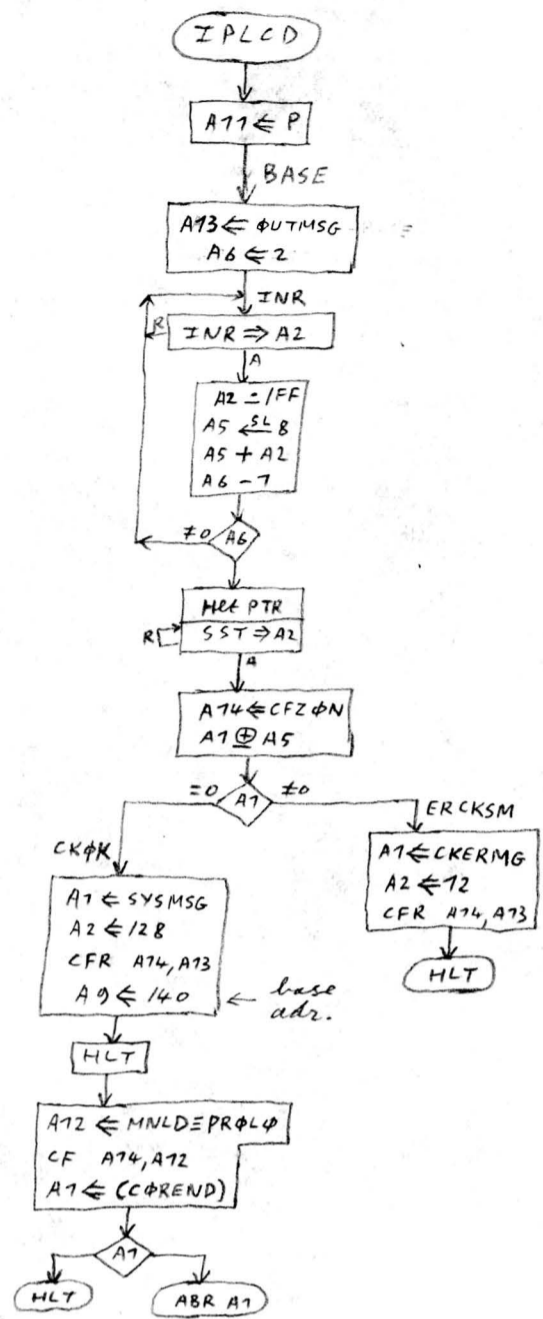 IPLCD
A11 ⇐ P
BASE
A13 ⇐ ΦUTMSG
A6 ⇐ 2
INR
R
INR ⇒ A2
A
A2 ∸ /FF
A5 ←SL 8
A5 + A2
A6 - 1
≠0
A6
Hlt PTR
R
SST ⇒ A2
A
A14 ⇐ CFZΦN
A1 ⊕ A5
=0
A1
≠0
ERCKSM
CKΦK
A1 ⇐ CKERMG
A2 ⇐ 12
CFR A14, A13
HLT
A1 ⇐ SYSMSG
A2 ⇐ 128
CFR A14, A13
A9 ⇐ /40
← base
adr.
HLT
A12 ⇐ MNLD≡PRΦLΦ
CF A14, A12
A1 ⇐ (CΦREND)
A1
HLT
ABR A1